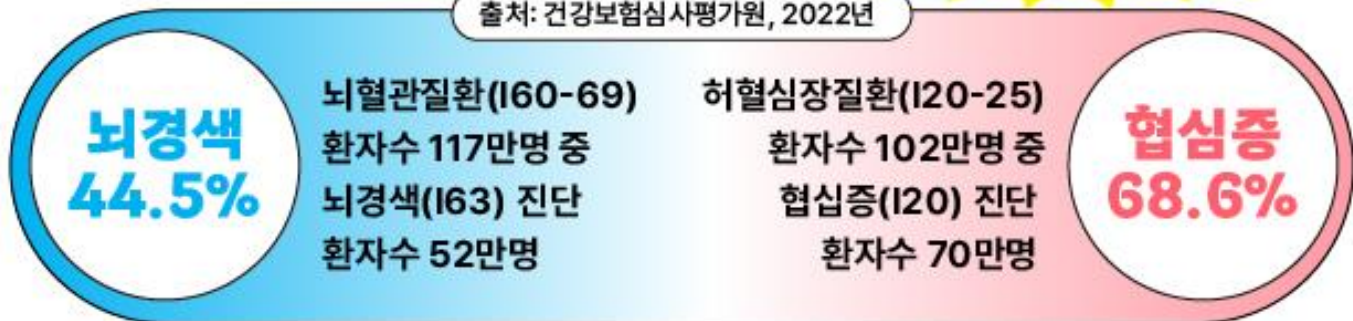 출처: 건강보험심사평가원, 2022년
뇌경색
44.5%
뇌혈관질환(I60-69)
환자수 117만명 중
뇌경색(I63) 진단
환자수 52만명
허혈심장질환(I20-25)
환자수 102만명 중
협십증(I20) 진단
환자수 70만명
협심증
68.6%